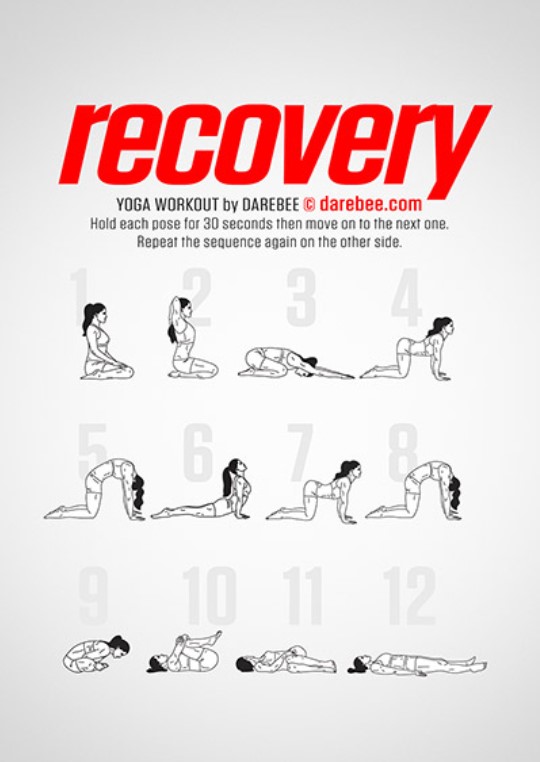 recovery
YOGA WORKOUT by DAREBEE © darebee.com
Hold each pose for 30 seconds then move on to the next one.
Repeat the sequence again on the other side.
1 2 3 4
5 6 7 8
9 10 11 12